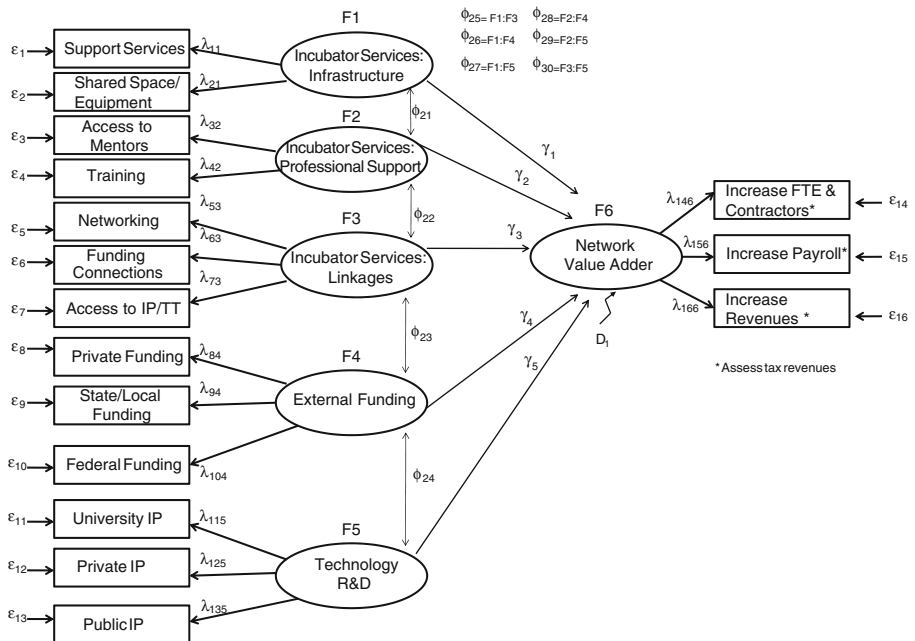 F1
ϕ25= F1:F3 ϕ28=F2:F4
ϕ26=F1:F4 ϕ29=F2:F5
ϕ27=F1:F5 ϕ30=F3:F5
ε1
Support Services
λ11
Incubator Services:
Infrastructure
ε2
Shared Space/
Equipment
λ21
ϕ21
ε3
Access to
Mentors
λ32
F2
Incubator Services:
Professional Support
ε4
Training
λ42
γ1
γ2
ϕ22
ε5
Networking
λ53
F3
Incubator Services:
Linkages
ε6
Funding
Connections
λ63
ε7
Access to IP/TT
λ73
γ3
F6
Network
Value Adder
D1
λ146
Increase FTE &
Contractors*
ε14
λ156
Increase Payroll*
ε15
λ166
Increase
Revenues *
ε16
* Assess tax revenues
ϕ23
γ4
γ5
ε8
Private Funding
λ84
F4
External Funding
ε9
State/Local
Funding
λ94
ε10
Federal Funding
λ104
ϕ24
ε11
University IP
λ115
F5
Technology
R&D
ε12
Private IP
λ125
ε13
Public IP
λ135